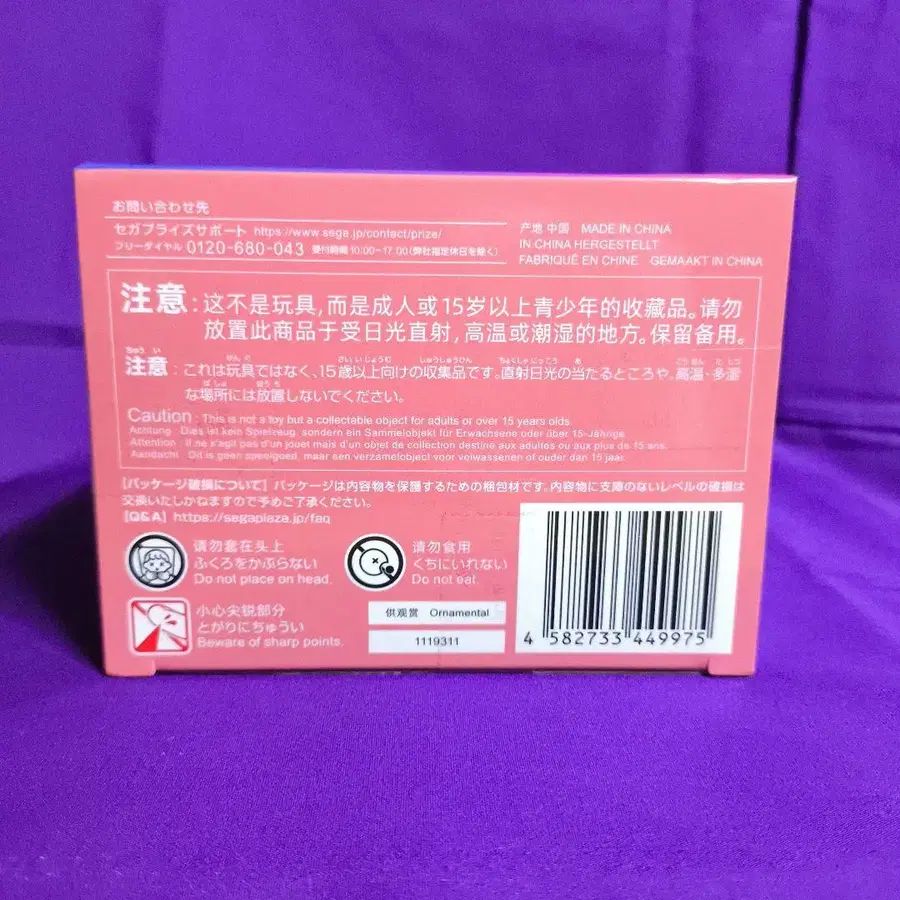 お問い合わせ先
セガプライズサポート https://www.sega.jp/contact/prize/
フリーダイヤル 0120-680-043 受付時間 10:00~17:00(弊社指定休日を除く)
产地 中国 MADE IN CHINA
IN CHINA HERGESTELLT
FABRIQUÉ EN CHINE GEMAAKT IN CHINA
注意:这不是玩具,而是成人或15岁以上青少年的收藏品。请勿
放置此商品于受日光直射,高温或潮湿的地方。保留备用。
注意:これは玩具ではなく、15歳以上向けの収集品です。直射日光の当たるところや、高温・多湿
な場所には放置しないでください。
Caution : This is not a toy but a collectable object for adults or over 15 years olds.
Achtung : Dies ist kein Spielzeug, sondern ein Sammelobjekt für Erwachsene oder über 15-Jährige.
Attention : Il ne s'agit pas d'un jouet mais d'un objet de collection destine aux adultes ou aux plus de 15 ans.
Aandacht : Dit is geen speelgoed, maar een verzamelobject voor volwassenen of ouder dan 15 jaar.
[パッケージ破損について] パッケージは内容物を保護するための梱包材です。内容物に支障のないレベルの破損は
交換いたしかねますので予めご了承ください。
[Q&A] https://segaplaza.jp/faq
请勿套在头上
ふくろをかぶらない
Do not place on head.
请勿食用
くちにいれない
Do not eat.
小心尖锐部分
とがりにちゅうい
Beware of sharp points.
供观赏 Ornamental
1119311
4 582733 449975